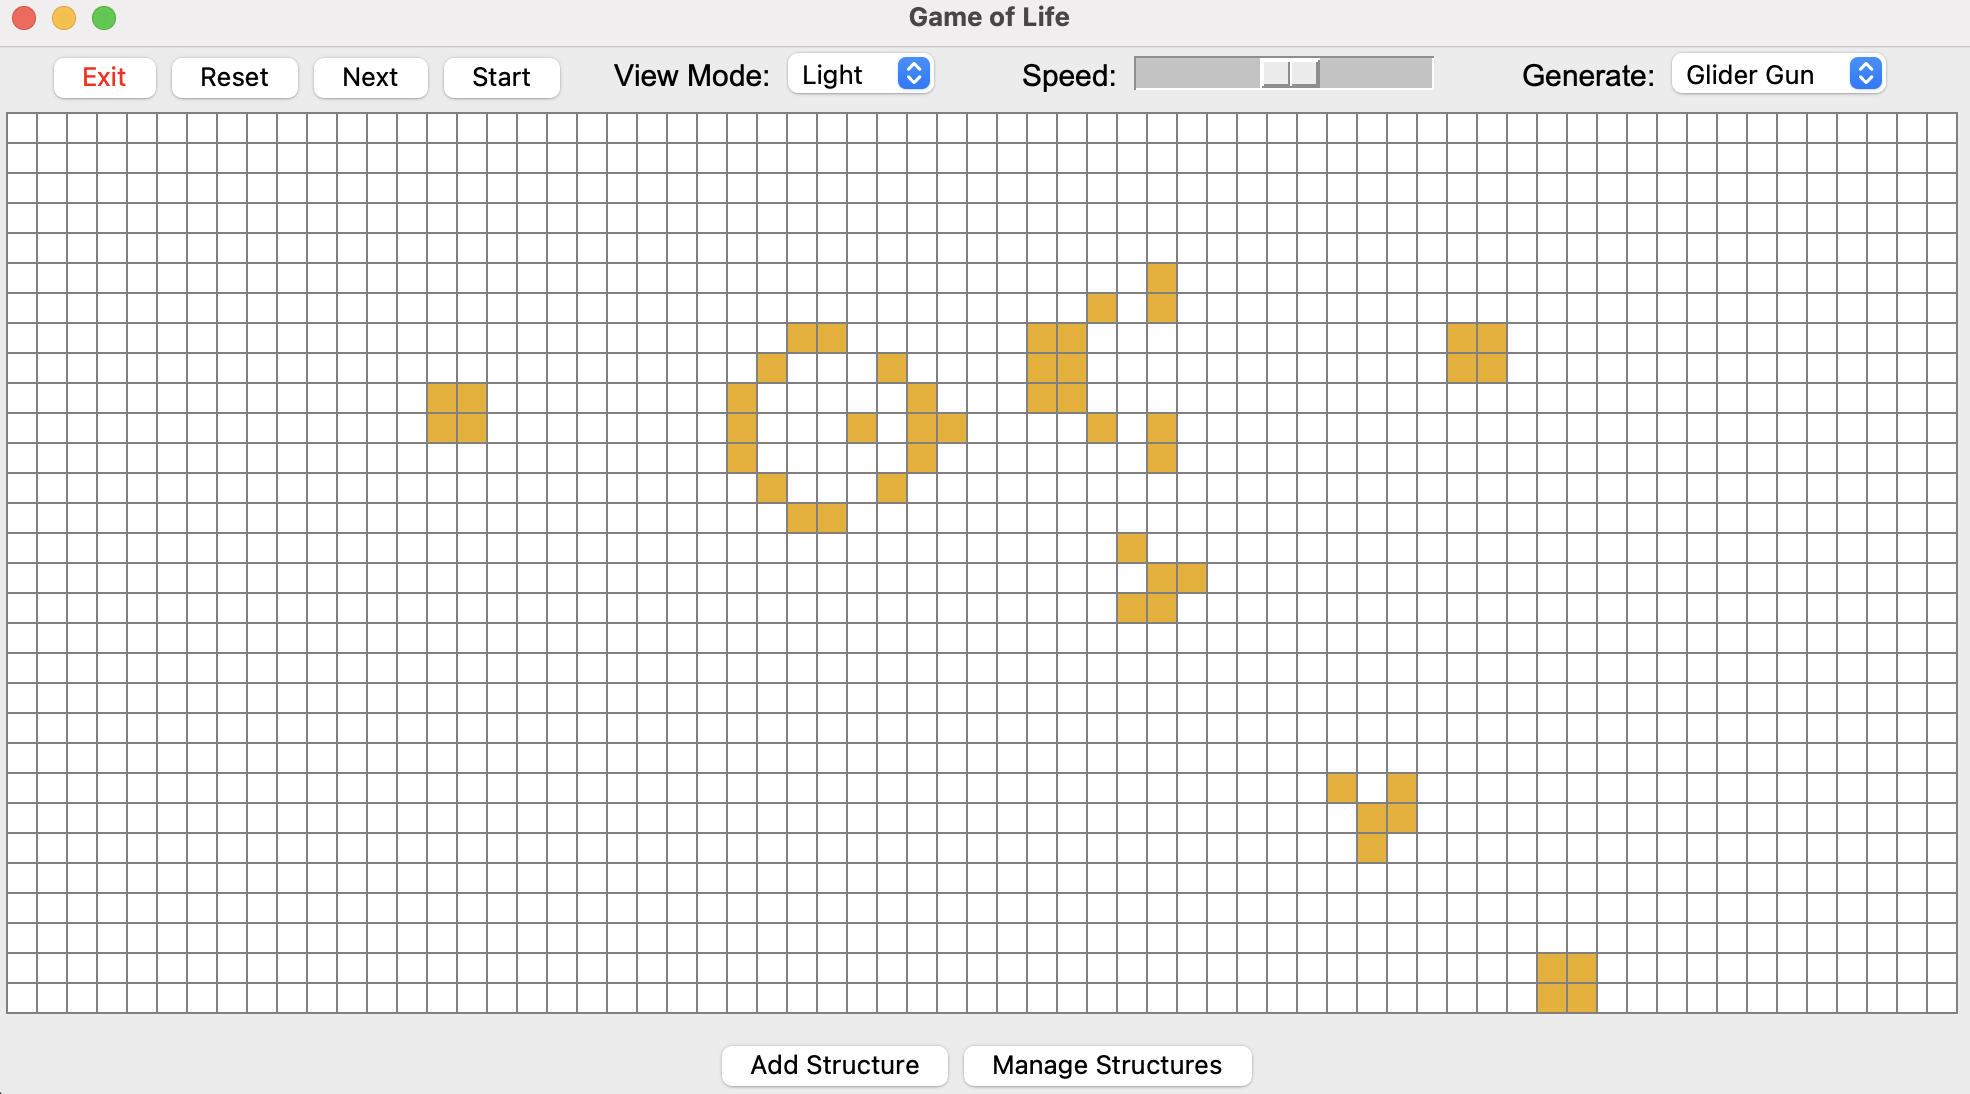 Game of Life
Exit Reset Next Start View Mode: Light Speed: Generate: Glider Gun
Add Structure Manage Structures